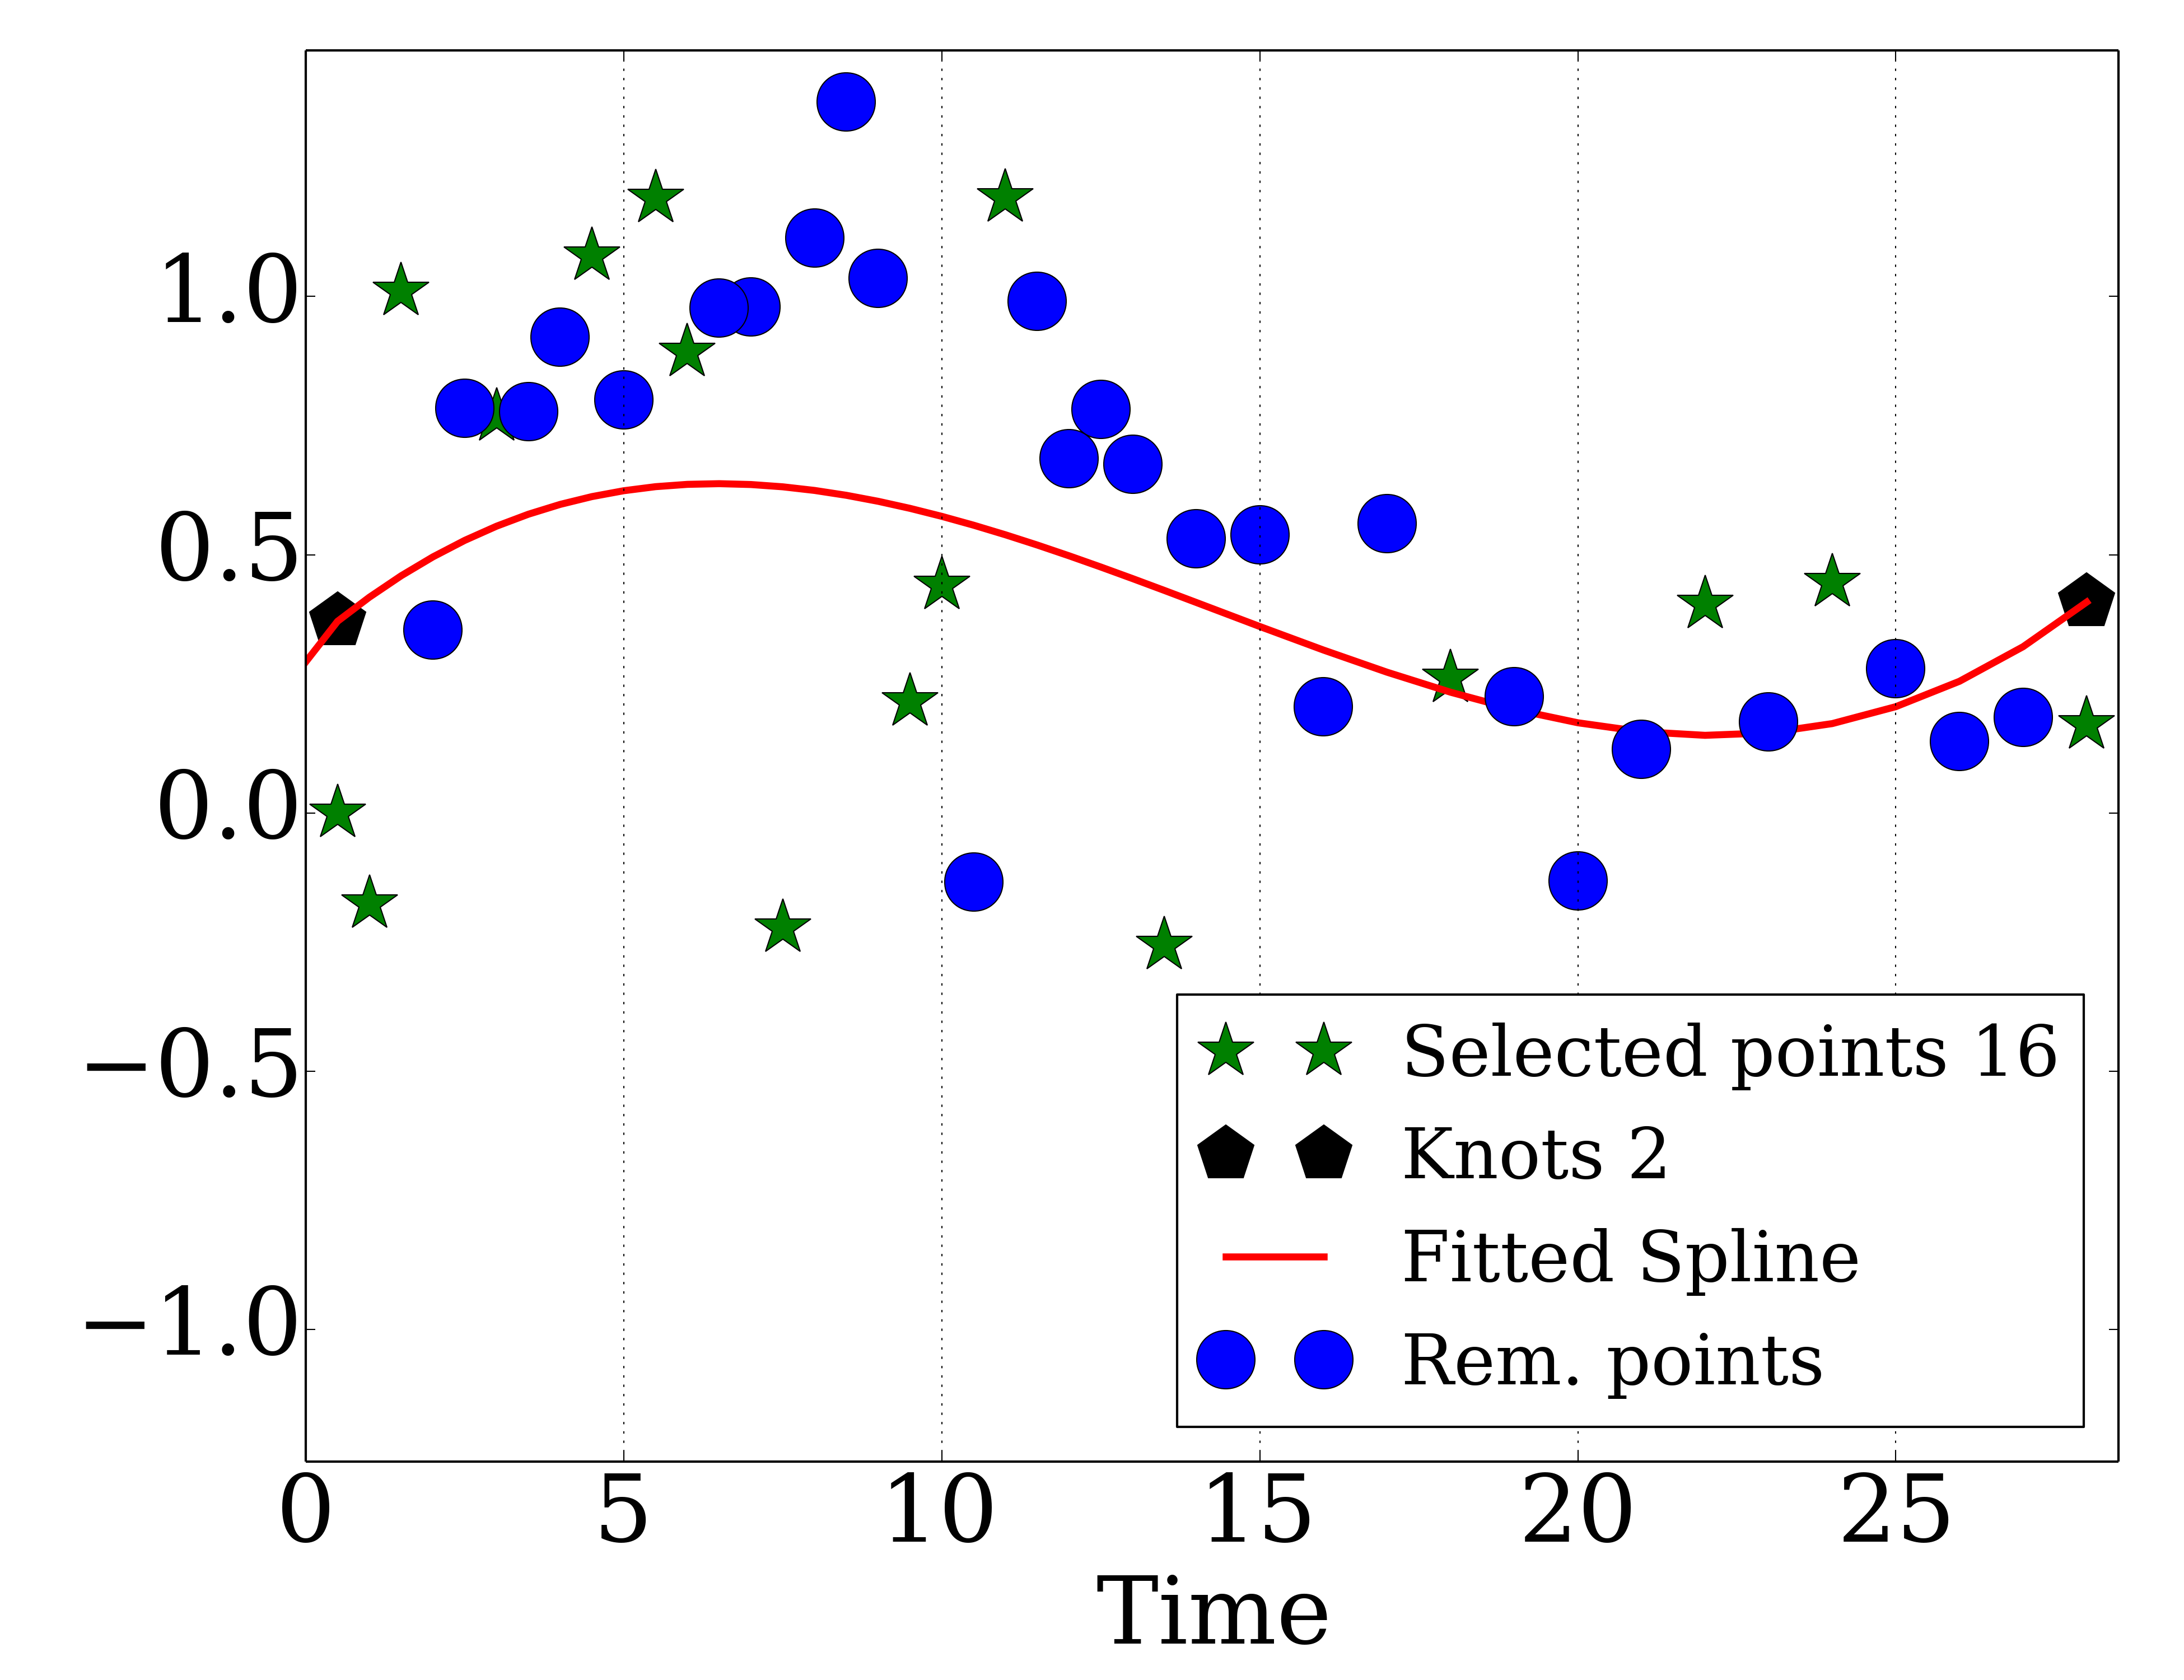 1.0
0.5
0.0
−0.5
−1.0
0 5 10 15 20 25
Time
Selected points 16
Knots 2
Fitted Spline
Rem. points